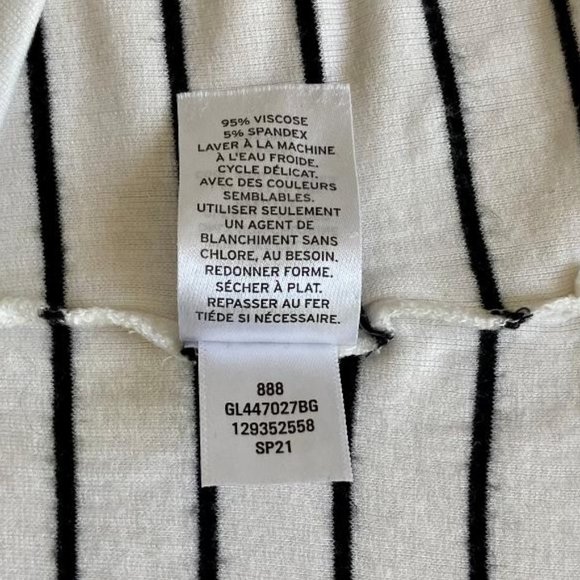 95% VISCOSE
5% SPANDEX
LAVER À LA MACHINE
À L'EAU FROIDE.
CYCLE DÉLICAT.
AVEC DES COULEURS
SEMBLABLES.
UTILISER SEULEMENT
UN AGENT DE
BLANCHIMENT SANS
CHLORE, AU BESOIN.
REDONNER FORME.
SÉCHER À PLAT.
REPASSER AU FER
TIÉDE SI NÉCESSAIRE.
888
GL447027BG
129352558
SP21